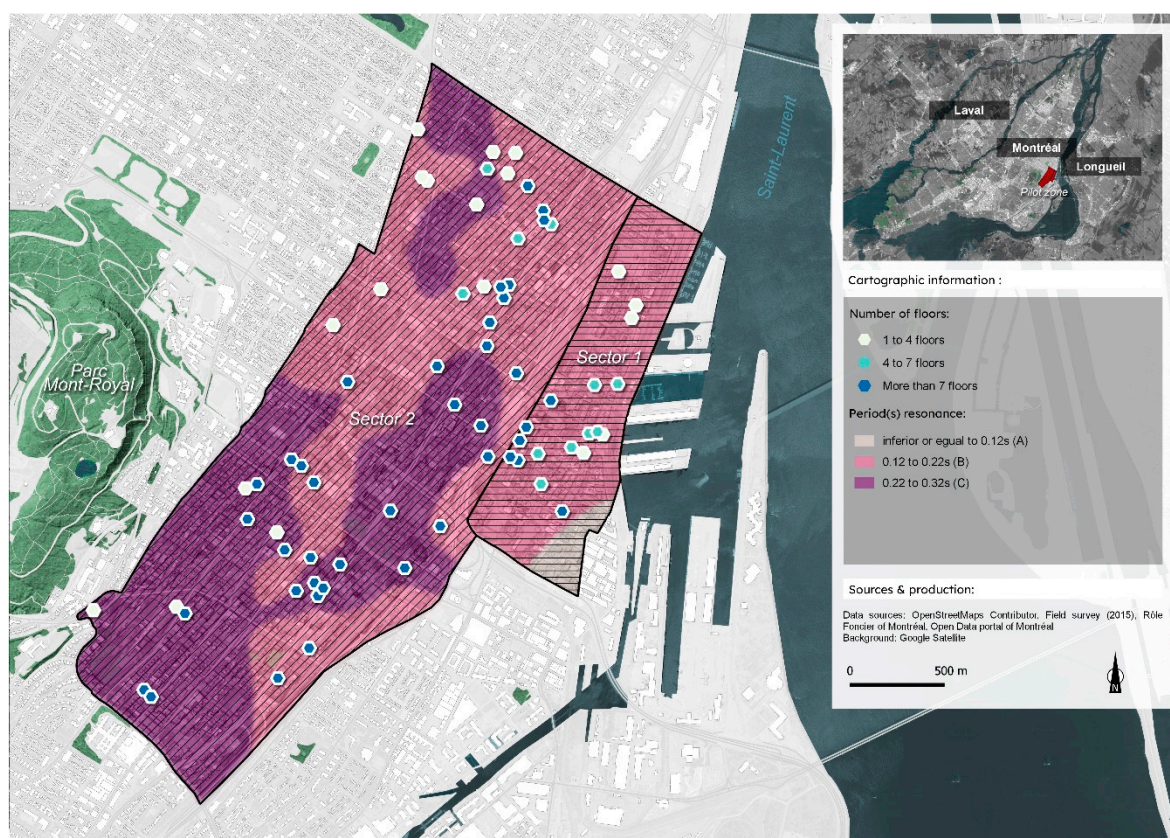 Saint-Laurent
Parc
Mont-Royal
Sector 1
Sector 2
Laval
Montréal
Longueil
Pilot zone
Cartographic information :
Number of floors:
1 to 4 floors
4 to 7 floors
More than 7 floors
Period(s) resonance:
inferior or egual to 0.12s (A)
0.12 to 0.22s (B)
0.22 to 0.32s (C)
Sources & production:
Data sources: OpenStreetMaps Contributor, Field survey (2015), Rôle
Foncier of Montréal, Open Data portal of Montréal
Background: Google Satellite
0 500 m
N